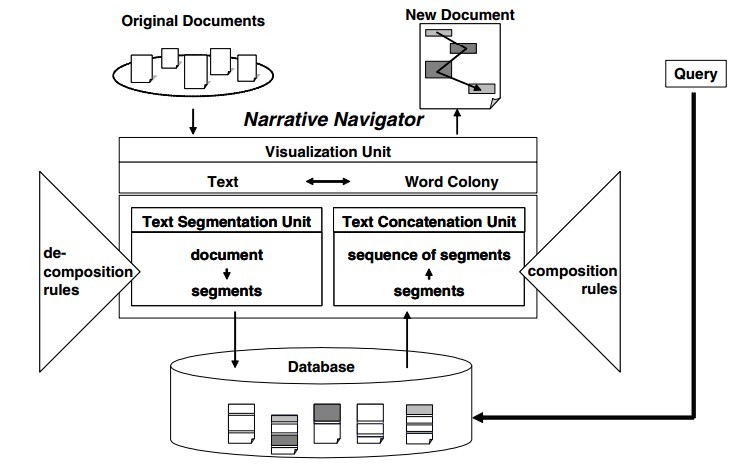 Original Documents
New Document
Query
Narrative Navigator
Visualization Unit
Text
Word Colony
Text Segmentation Unit
Text Concatenation Unit
de-
composition
rules
document
segments
sequence of segments
segments
composition
rules
Database